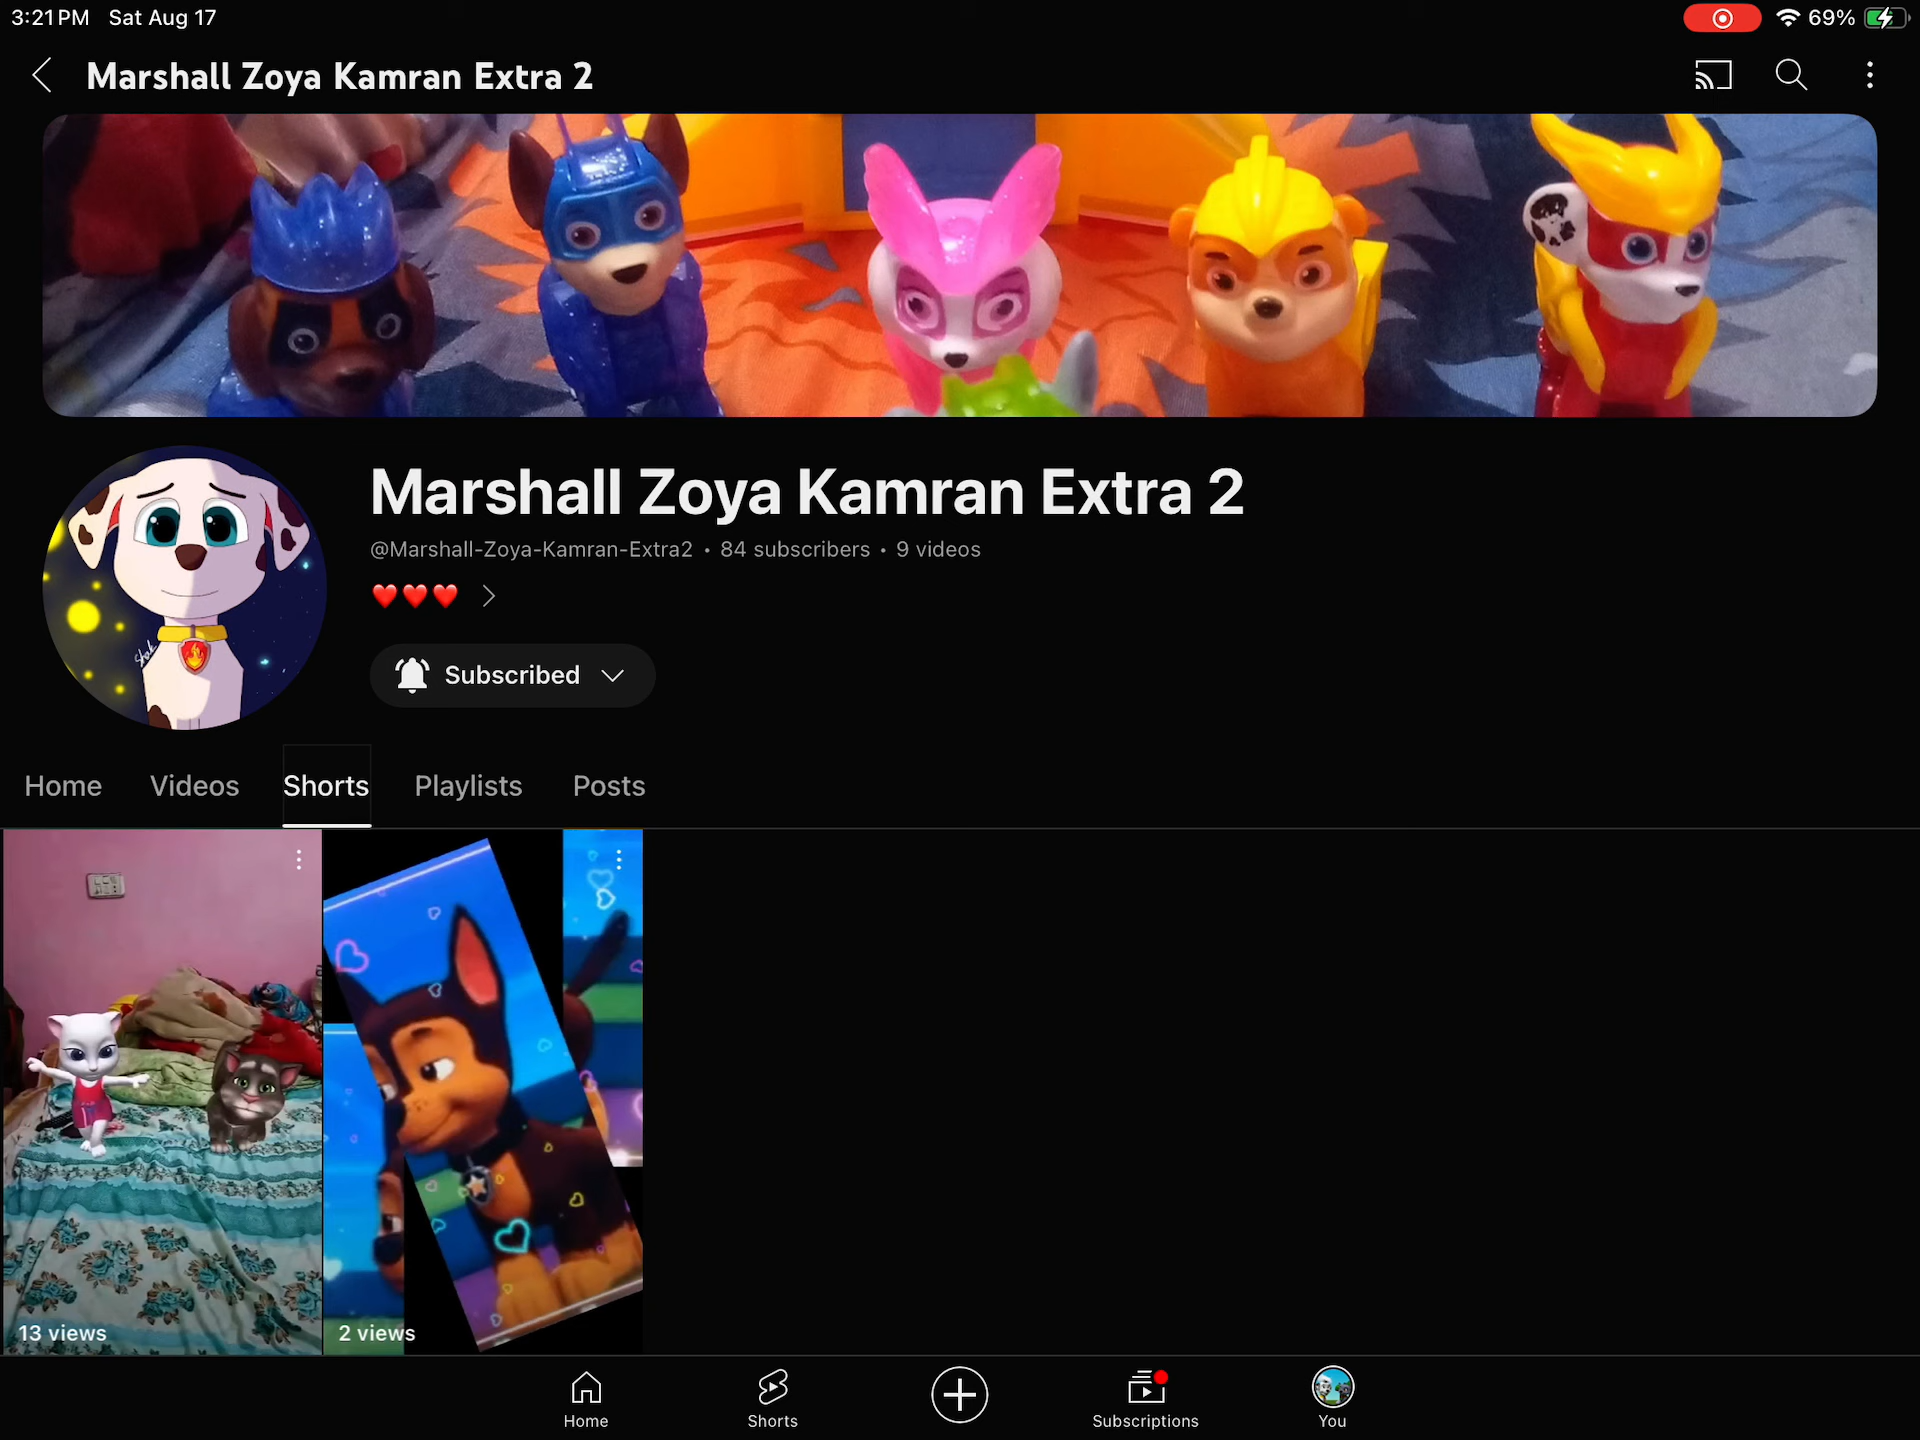 3:21 PM Sat Aug 17
69%
Marshall Zoya Kamran Extra 2
Marshall Zoya Kamran Extra 2
@Marshall-Zoya-Kamran-Extra2 • 84 subscribers • 9 videos
❤️❤️❤️
Subscribed
Home Videos Shorts Playlists Posts
13 views
2 views
Home Shorts Subscriptions You